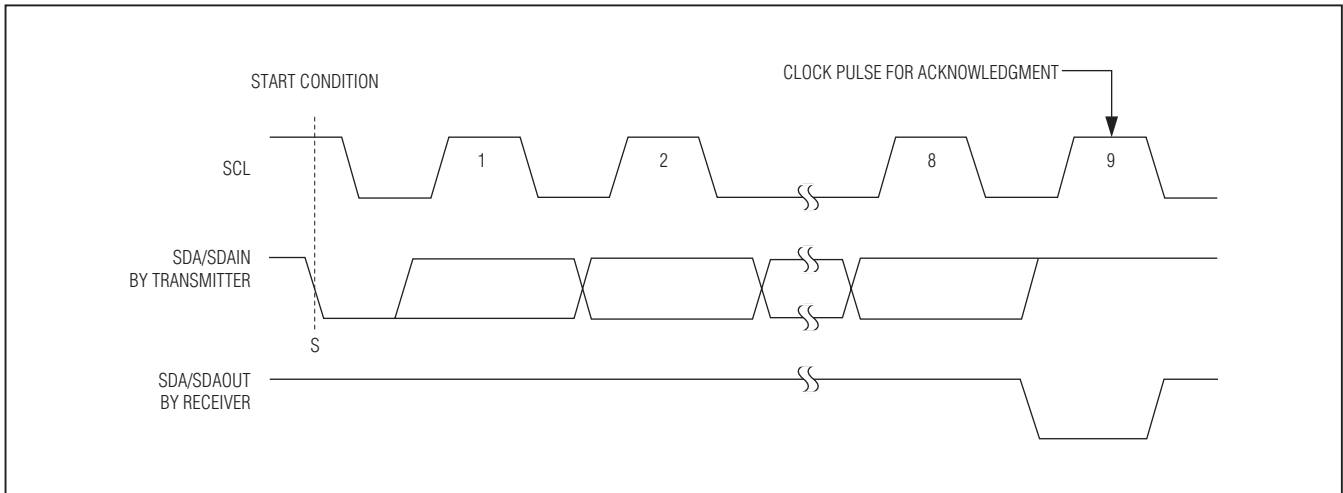 START CONDITION
CLOCK PULSE FOR ACKNOWLEDGMENT
SCL
1
2
8
9
SDA/SDAIN
BY TRANSMITTER
S
SDA/SDAOUT
BY RECEIVER